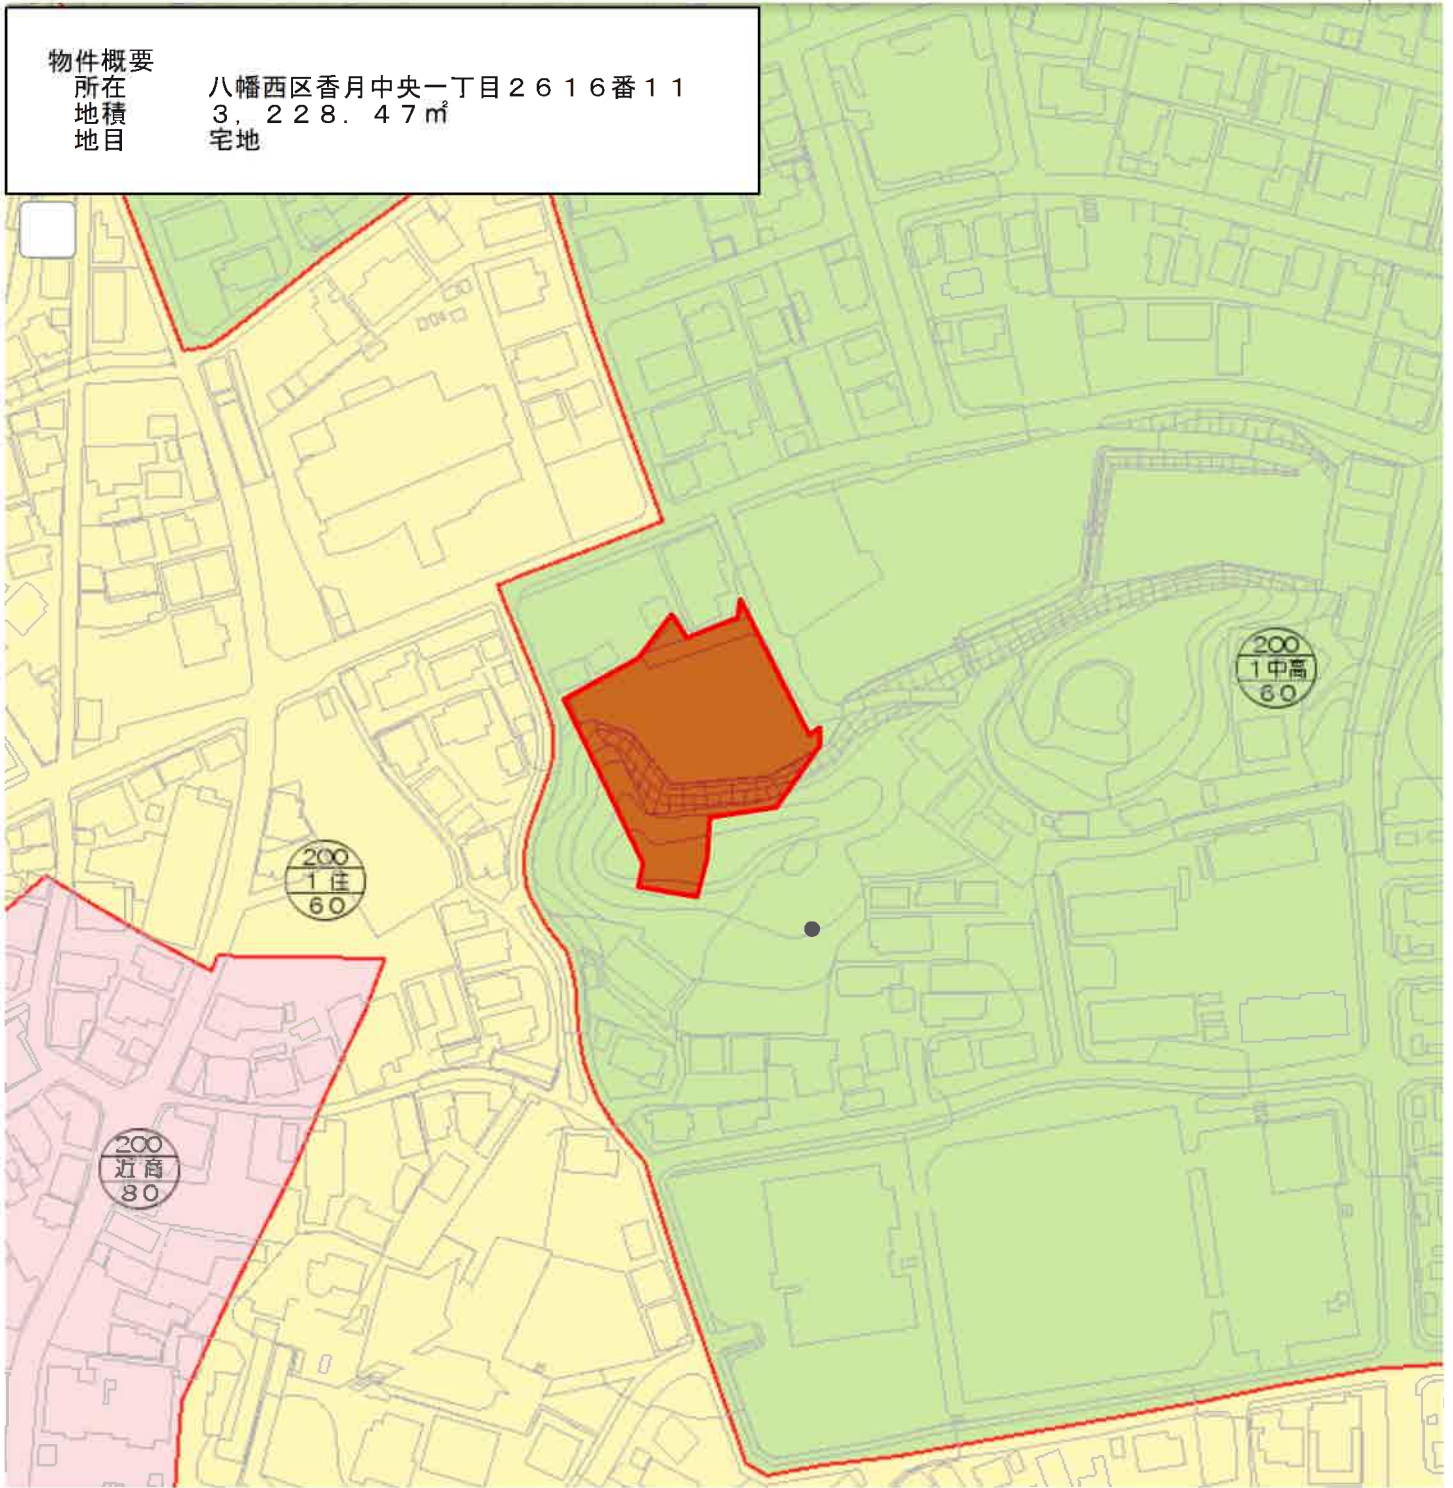 物件概要
所在 八幡西区香月中央一丁目２６１６番１１
地積 ３，２２８．４７㎡
地目 宅地
200
1中高
60
200
1住
60
200
近商
80